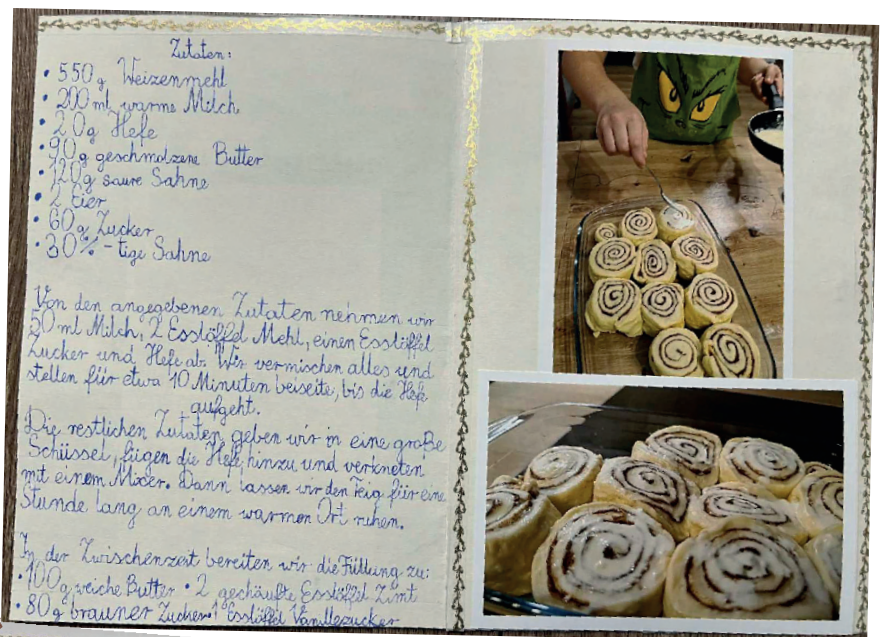 Zutaten:
• 550g Weizenmehl
• 200 ml warme Milch
• 20g Hefe
• 90g geschmolzene Butter
• 120g saure Sahne
• 2 Eier
• 60g Zucker
• 30%-tige Sahne
Von den angegebenen Zutaten nehmen wir
50 ml Milch, 2 Esslöffel Mehl, einen Esslöffel
Zucker und Hefe ab. Wir vermischen alles und
stellen für etwa 10 Minuten beiseite, bis die Hefe
aufgeht.
Die restlichen Zutaten geben wir in eine große
Schüssel, fügen die Hefe hinzu und verkneten
mit einem Mixer. Dann lassen wir den Teig für eine
Stunde lang an einem warmen Ort ruhen.
In der Zwischenzeit bereiten wir die Füllung zu:
• 100g weiche Butter • 2 gehäufte Esslöffel Zimt
• 80g brauner Zucker • 1 Esslöffel Vanillezucker